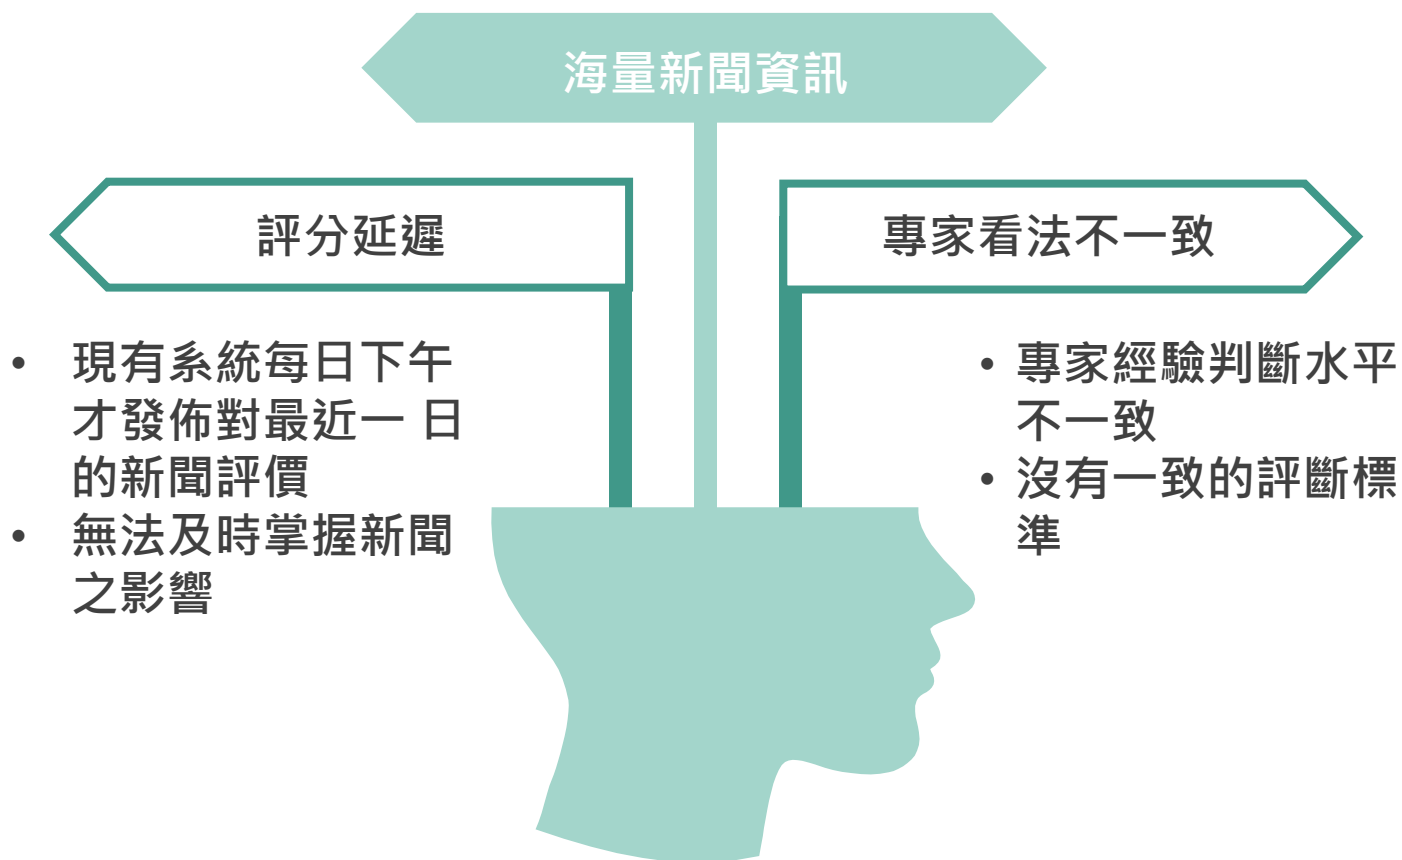 海量新聞資訊
評分延遲
專家看法不一致
• 現有系統每日下午
才發佈對最近一 日
的新聞評價
• 無法及時掌握新聞
之影響
• 專家經驗判斷水平
不一致
• 沒有一致的評斷標
準